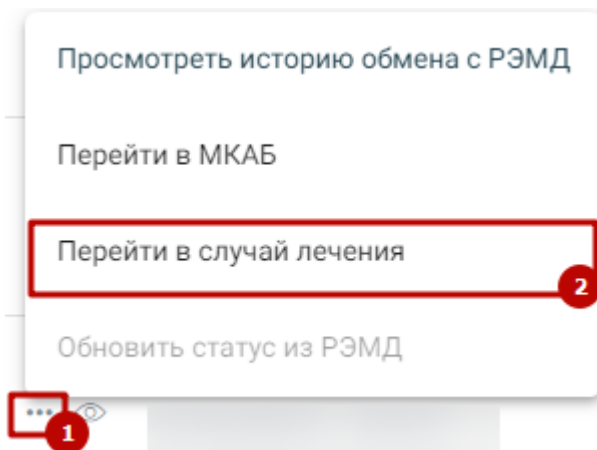 Просмотреть историю обмена с РЭМД
Перейти в МКАБ
Перейти в случай лечения
2
Обновить статус из РЭМД
••• 
1